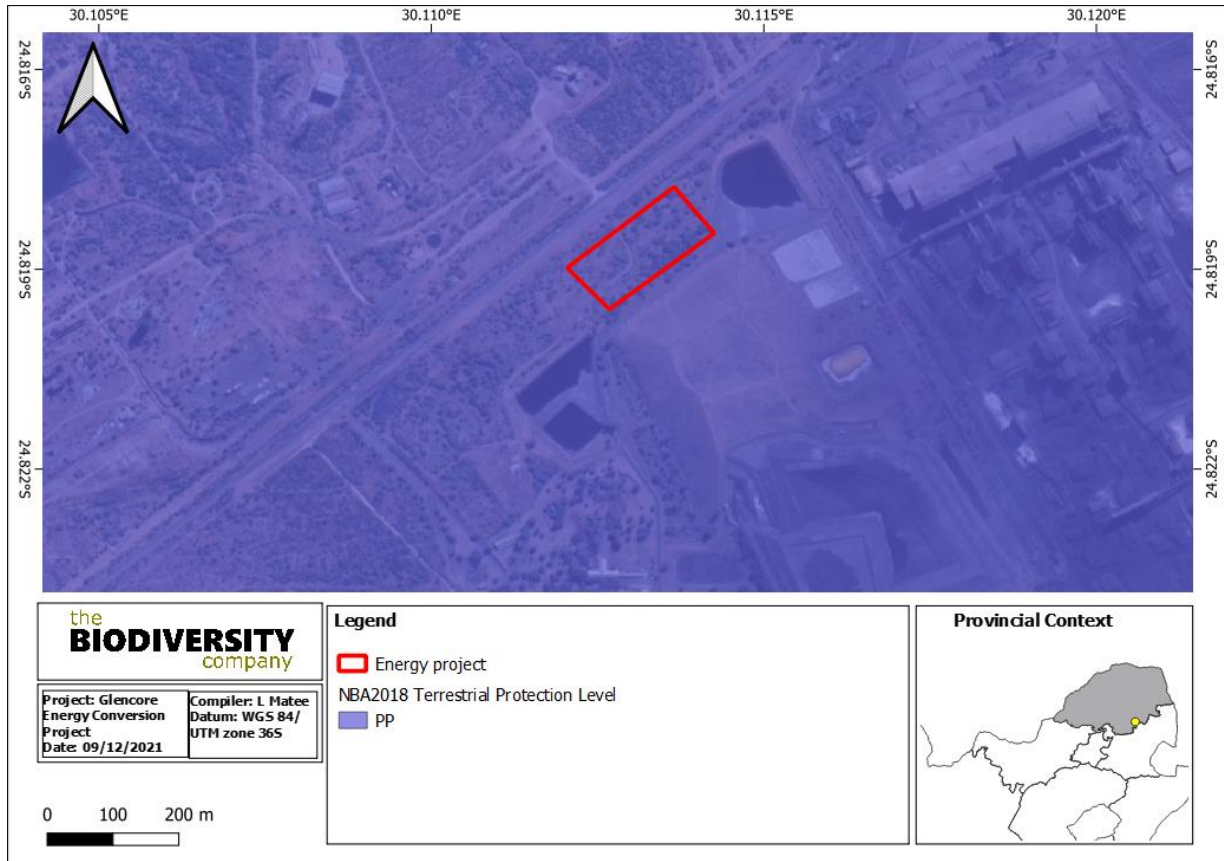 30.105°E
30.110°E
30.115°E
30.120°E
24.816°S
24.816°S
24.819°S
24.819°S
24.822°S
24.822°S
the
BIODIVERSITY
company
Project: Glencore
Energy Conversion
Project
Date: 09/12/2021
Compiler: L Matee
Datum: WGS 84/
UTM zone 36S
0 100 200 m
Legend
Energy project
NBA2018 Terrestrial Protection Level
PP
Provincial Context